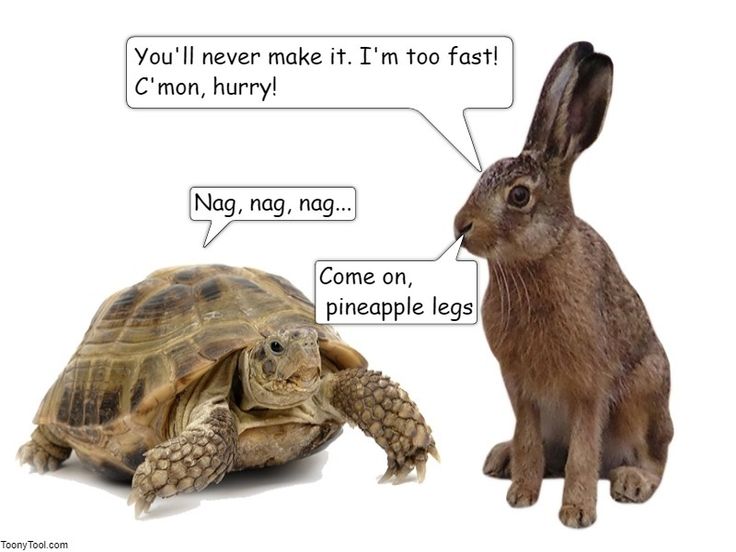 You'll never make it. I'm too fast!
C'mon, hurry!
Nag, nag, nag...
Come on,
pineapple legs
ToonyTool.com